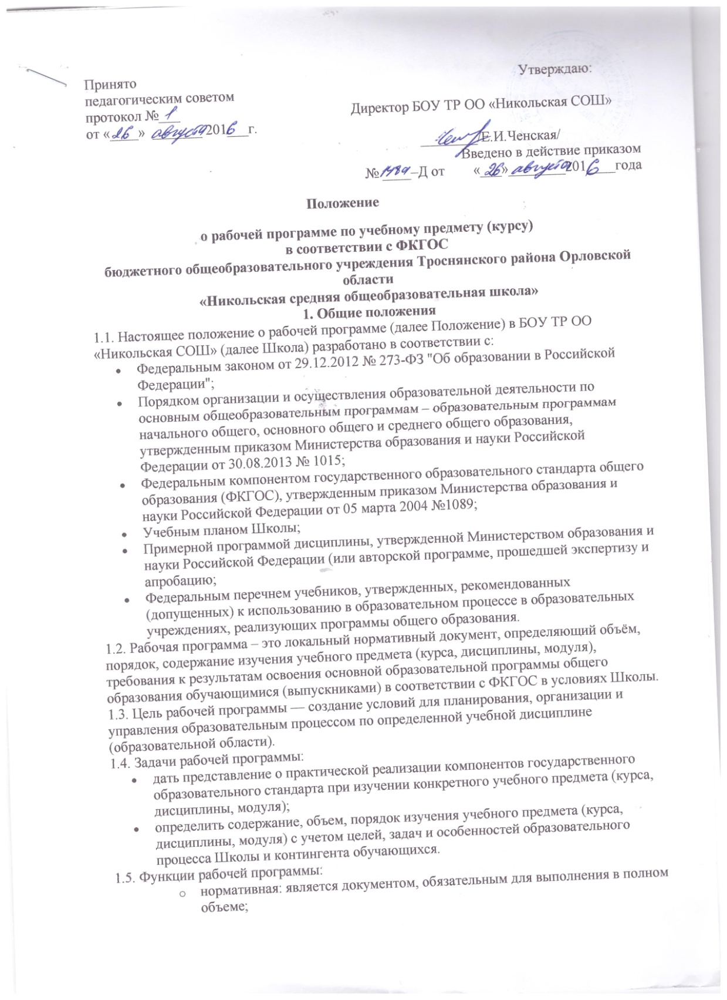 Утверждаю:
Принято
педагогическим советом
Директор БОУ ТР ОО «Никольская СОШ»
протокол № 1
от «26» августа 2016 г.
/Е.И.Ченская/
Введено в действие приказом
№ –Д от «26» августа 2016 года
Положение
о рабочей программе по учебному предмету (курсу)
в соответствии с ФКГОС
бюджетного общеобразовательного учреждения Троснянского района Орловской
области
«Никольская средняя общеобразовательная школа»
1. Общие положения
1.1. Настоящее положение о рабочей программе (далее Положение) в БОУ ТР ОО
«Никольская СОШ» (далее Школа) разработано в соответствии с:
• Федеральным законом от 29.12.2012 № 273-ФЗ "Об образовании в Российской
Федерации";
• Порядком организации и осуществления образовательной деятельности по
основным общеобразовательным программам – образовательным программам
начального общего, основного общего и среднего общего образования,
утвержденным приказом Министерства образования и науки Российской
Федерации от 30.08.2013 № 1015;
• Федеральным компонентом государственного образовательного стандарта общего
образования (ФКГОС), утвержденным приказом Министерства образования и
науки Российской Федерации от 05 марта 2004 №1089;
• Учебным планом Школы;
• Примерной программой дисциплины, утвержденной Министерством образования и
науки Российской Федерации (или авторской программе, прошедшей экспертизу и
апробацию;
• Федеральным перечнем учебников, утвержденных, рекомендованных
(допущенных) к использованию в образовательном процессе в образовательных
учреждениях, реализующих программы общего образования.
1.2. Рабочая программа – это локальный нормативный документ, определяющий объём,
порядок, содержание изучения учебного предмета (курса, дисциплины, модуля),
требования к результатам освоения основной образовательной программы общего
образования обучающимися (выпускниками) в соответствии с ФКГОС в условиях Школы.
1.3. Цель рабочей программы — создание условий для планирования, организации и
управления образовательным процессом по определенной учебной дисциплине
(образовательной области).
1.4. Задачи рабочей программы:
• дать представление о практической реализации компонентов государственного
образовательного стандарта при изучении конкретного учебного предмета (курса,
дисциплины, модуля);
• определить содержание, объем, порядок изучения учебного предмета (курса,
дисциплины, модуля) с учетом целей, задач и особенностей образовательного
процесса Школы и контингента обучающихся.
1.5. Функции рабочей программы:
o нормативная: является документом, обязательным для выполнения в полном
объеме;